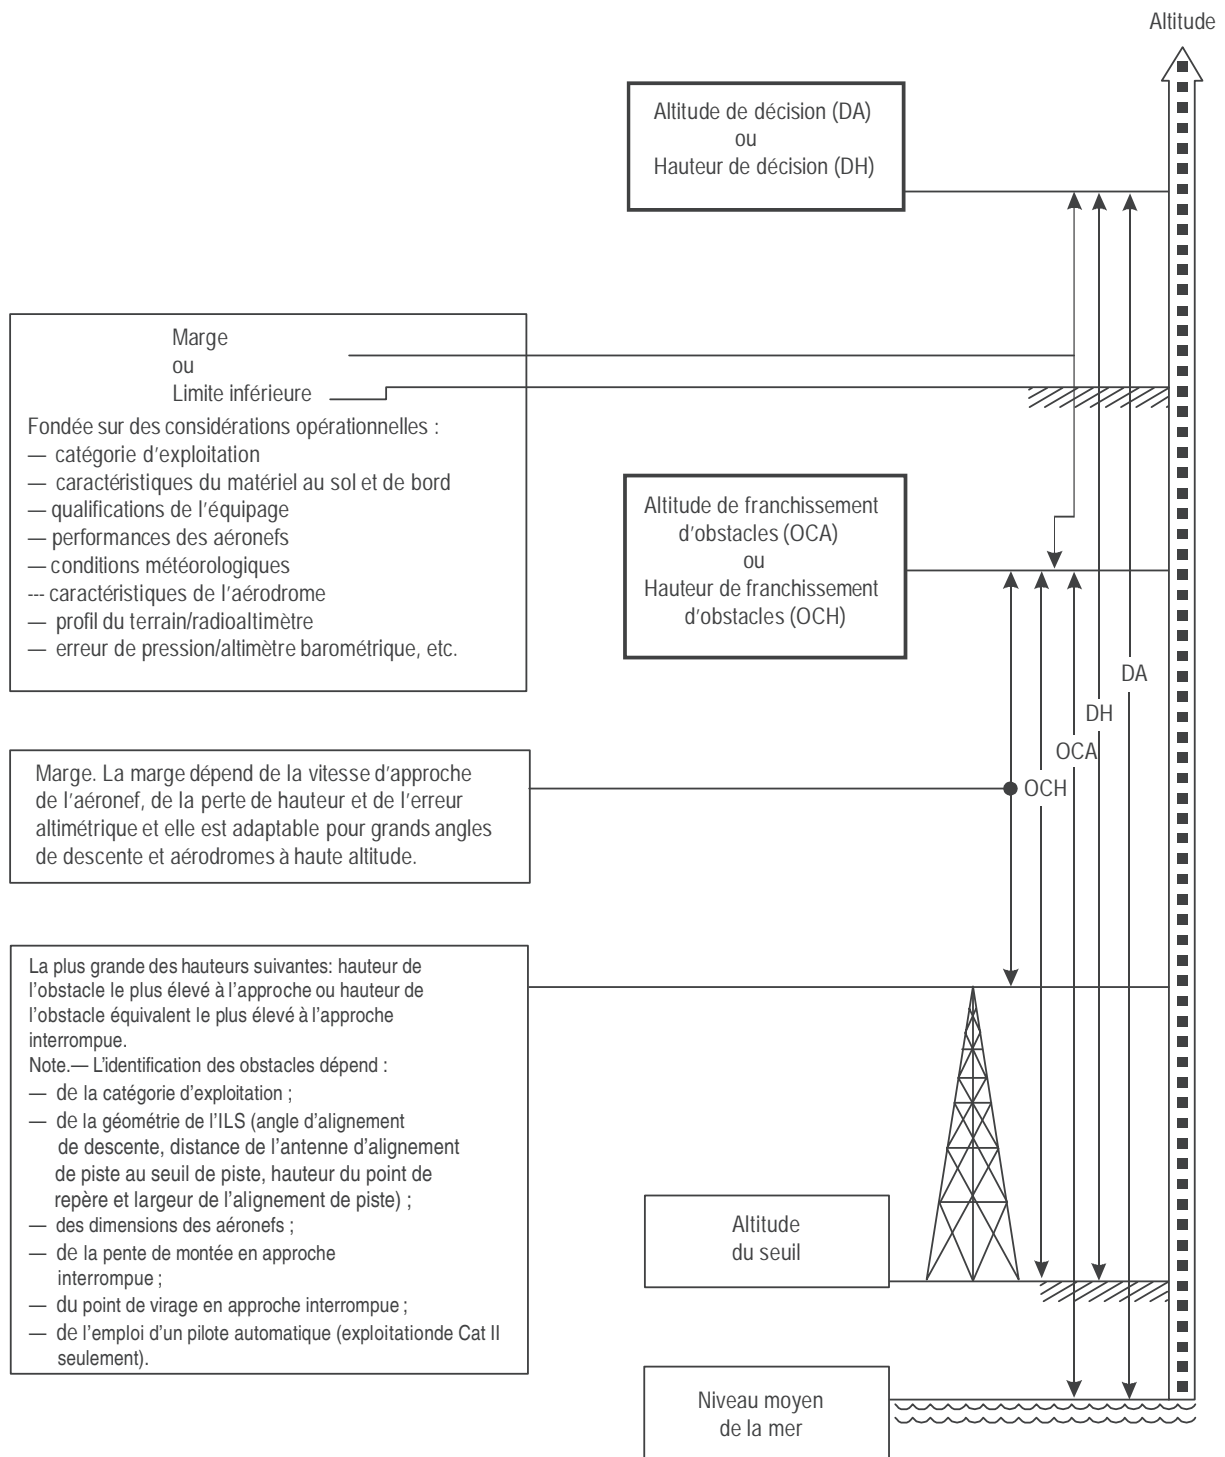 Altitude
Altitude de décision (DA)
ou
Hauteur de décision (DH)
Marge
ou
Limite inférieure
Fondée sur des considérations opérationnelles :
— catégorie d'exploitation
— caractéristiques du matériel au sol et de bord
— qualifications de l'équipage
— performances des aéronefs
— conditions météorologiques
--- caractéristiques de l'aérodrome
— profil du terrain/radioaltimètre
— erreur de pression/altimètre barométrique, etc.
Altitude de franchissement
d'obstacles (OCA)
ou
Hauteur de franchissement
d'obstacles (OCH)
DA
DH
OCA
OCH
Marge. La marge dépend de la vitesse d'approche
de l'aéronef, de la perte de hauteur et de l'erreur
altimétrique et elle est adaptable pour grands angles
de descente et aérodromes à haute altitude.
La plus grande des hauteurs suivantes: hauteur de
l'obstacle le plus élevé à l'approche ou hauteur de
l'obstacle équivalent le plus élevé à l'approche
interrompue.
Note.— L'identification des obstacles dépend :
— de la catégorie d'exploitation ;
— de la géométrie de l'ILS (angle d'alignement
de descente, distance de l'antenne d'alignement
de piste au seuil de piste, hauteur du point de
repère et largeur de l'alignement de piste) ;
— des dimensions des aéronefs ;
— de la pente de montée en approche
interrompue ;
— du point de virage en approche interrompue ;
— de l'emploi d'un pilote automatique (exploitationde Cat II
seulement).
Altitude
du seuil
Niveau moyen
de la mer